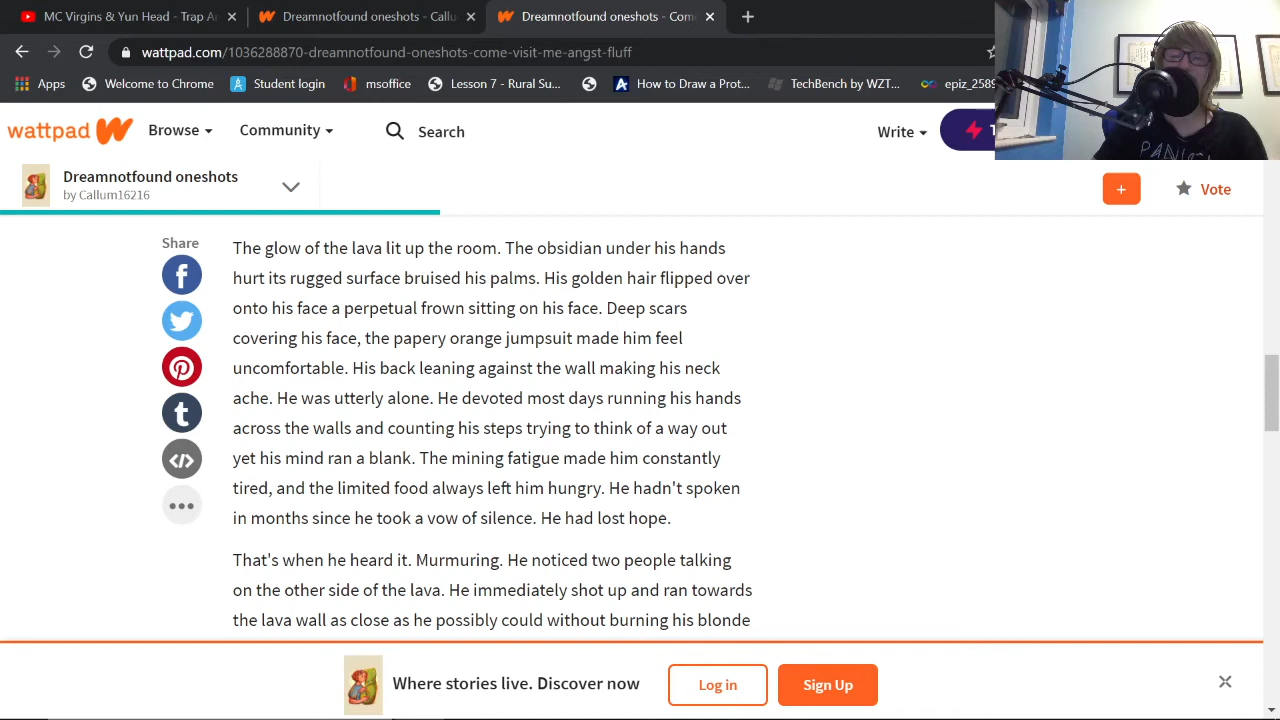 MC Virgins & Yun Head - Trap A
Dreamnotfound oneshots - Callu
Dreamnotfound oneshots - Com
wattpad.com/1036288870-dreamnotfound-oneshots-come-visit-me-angst-fluff
Apps
Welcome to Chrome
Student login
msoffice
Lesson 7 - Rural Su...
How to Draw a Prot...
TechBench by WZT...
epiz_2589
wattpad
Browse
Community
Search
Write
T
Dreamnotfound oneshots
by Callum16216
+
Vote
PANIC!
Share
The glow of the lava lit up the room. The obsidian under his hands
hurt its rugged surface bruised his palms. His golden hair flipped over
onto his face a perpetual frown sitting on his face. Deep scars
covering his face, the papery orange jumpsuit made him feel
uncomfortable. His back leaning against the wall making his neck
ache. He was utterly alone. He devoted most days running his hands
across the walls and counting his steps trying to think of a way out
yet his mind ran a blank. The mining fatigue made him constantly
tired, and the limited food always left him hungry. He hadn't spoken
in months since he took a vow of silence. He had lost hope.
That's when he heard it. Murmuring. He noticed two people talking
on the other side of the lava. He immediately shot up and ran towards
the lava wall as close as he possibly could without burning his blonde
Where stories live. Discover now
Log in
Sign Up